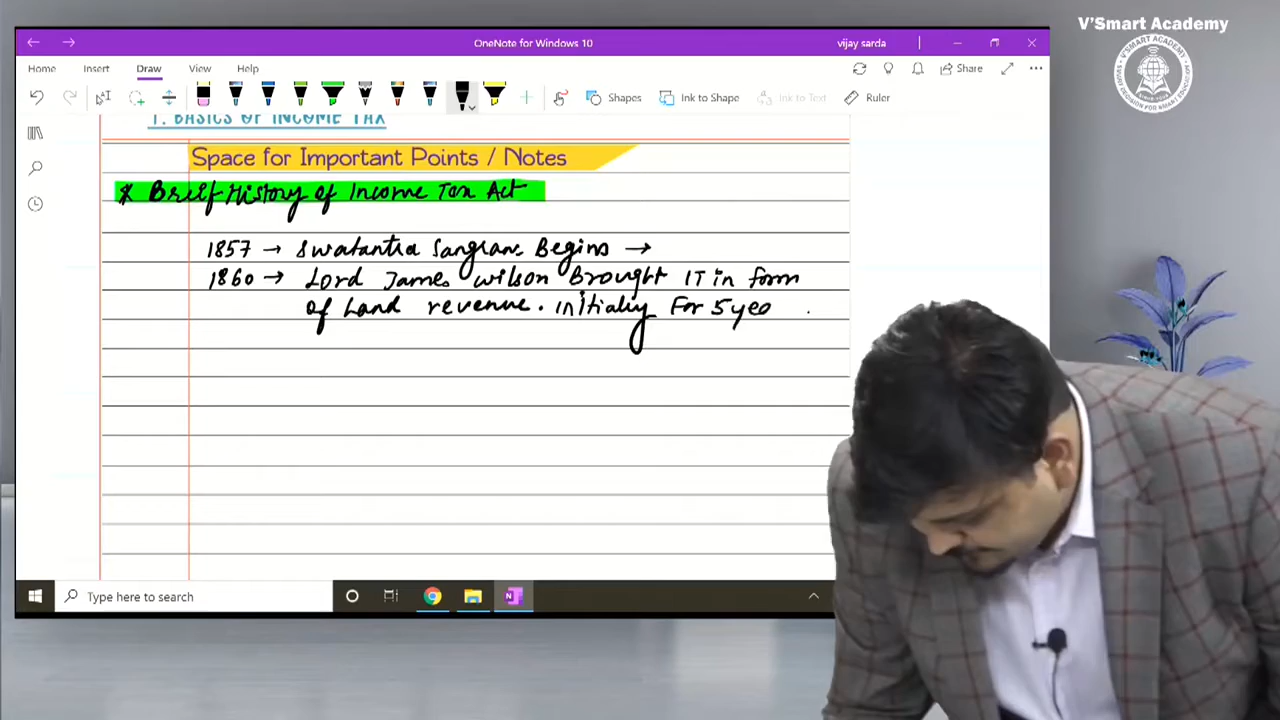 V'Smart Academy
OneNote for Windows 10
vijay sarda
Home Insert Draw View Help
Share
Shapes
Ink to Shape
Ink to Text
Ruler
1. BASICS OF INCOME TAX
Space for Important Points / Notes
* Brief History of Income Tax Act
1857 → Swatantra Sangram Begins →
1860 → Lord James Wilson Brought IT in form
of Land revenue. initially For 5 yea
Type here to search